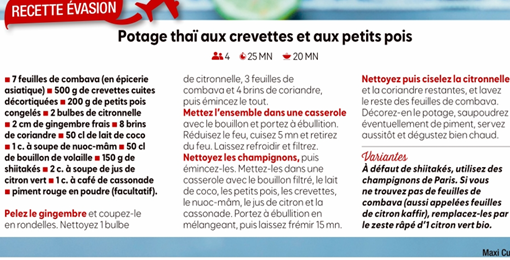 RECETTE ÉVASION
Potage thaï aux crevettes et aux petits pois
4 25 MN 20 MN
■ 7 feuilles de combava (en épicerie
asiatique) ■ 500 g de crevettes cuites
décortiquées ■ 200 g de petits pois
congelés ■ 2 bulbes de citronnelle
■ 2 cm de gingembre frais ■ 8 brins
de coriandre ■ 50 cl de lait de coco
■ 1 c. à soupe de nuoc-mâm ■ 50 cl
de bouillon de volaille ■ 150 g de
shiitakés ■ 2 c. à soupe de jus de
citron vert ■ 1 c. à café de cassonade
■ piment rouge en poudre (facultatif).
Pelez le gingembre et coupez-le
en rondelles. Nettoyez 1 bulbe
de citronnelle, 3 feuilles de
combava et 4 brins de coriandre,
puis émincez le tout.
Mettez l'ensemble dans une casserole
avec le bouillon et portez à ébullition.
Réduisez le feu, cuisez 5 mn et retirez
du feu. Laissez refroidir et filtrez.
Nettoyez les champignons, puis
émincez-les. Mettez-les dans une
casserole avec le bouillon filtré, le lait
de coco, les petits pois, les crevettes,
le nuoc-mâm, le jus de citron et la
cassonade. Portez à ébullition en
mélangeant, puis laissez frémir 15 mn.
Nettoyez puis ciselez la citronnelle
et la coriandre restantes, et lavez
le reste des feuilles de combava.
Décorez-en le potage, saupoudrez
éventuellement de piment, servez
aussitôt et dégustez bien chaud.
Variantes
À défaut de shiitakés, utilisez des
champignons de Paris. Si vous
ne trouvez pas de feuilles de
combava (aussi appelées feuilles
de citron kaffir), remplacez-les par
le zeste râpé d'1 citron vert bio.
Maxi Cu